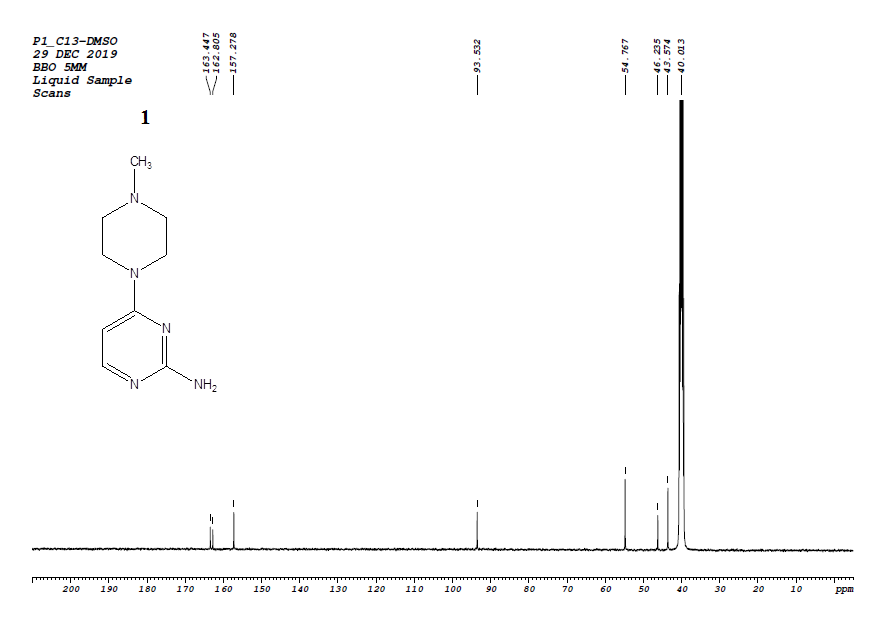 P1_C13-DMSO
29 DEC 2019
BBO 5MM
Liquid Sample
Scans
163.447
162.805
157.278
93.532
54.767
46.235
43.574
40.013
1
CH3
N
N
N
N
NH2
200 190 180 170 160 150 140 130 120 110 100 90 80 70 60 50 40 30 20 10 ppm